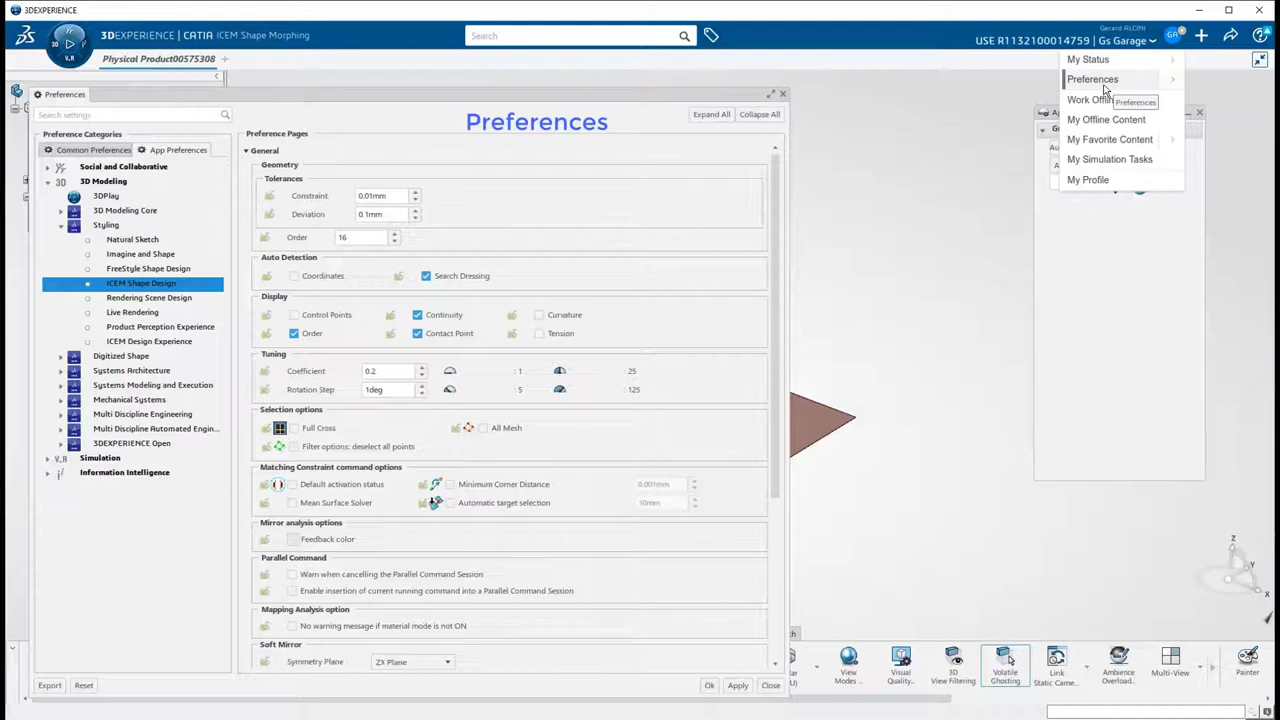 3DEXPERIENCE
3DEXPERIENCE | CATIA ICEM Shape Morphing
Search
Gerard ALCINI
USE R1132100014759 | Gs Garage
GR
3D
V.R
Physical Product00575308 +
My Status
Preferences
Work Offlin
Preferences
My Offline Content
My Favorite Content
My Simulation Tasks
My Profile
Preferences
Search settings
Preferences
Expand All
Collapse All
Preference Categories
Common Preferences
App Preferences
Social and Collaborative
3D 3D Modeling
3DPlay
3D Modeling Core
Styling
Natural Sketch
Imagine and Shape
FreeStyle Shape Design
ICEM Shape Design
Rendering Scene Design
Live Rendering
Product Perception Experience
ICEM Design Experience
Digitized Shape
Systems Architecture
Systems Modeling and Execution
Mechanical Systems
Multi Discipline Engineering
Multi Discipline Automated Engin...
3DEXPERIENCE Open
V.R Simulation
Information Intelligence
Preference Pages
General
Geometry
Tolerances
Constraint 0.01mm
Deviation 0.1mm
Order 16
Auto Detection
Coordinates Search Dressing
Display
Control Points Continuity Curvature
Order Contact Point Tension
Tuning
Coefficient 0.2 : 1 : 25
Rotation Step 1deg : 5 : 125
Selection options
Full Cross All Mesh
Filter options: deselect all points
Matching Constraint command options
Default activation status Minimum Corner Distance 0.001mm
Mean Surface Solver Automatic target selection 10mm
Mirror analysis options
Feedback color
Parallel Command
Warn when cancelling the Parallel Command Session
Enable insertion of current running command into a Parallel Command Session
Mapping Analysis option
No warning message if material mode is not ON
Soft Mirror
Symmetry Plane ZX Plane
Export
Reset
Ok
Apply
Close
Z
Y
X
View
Modes ...
Visual
Quality...
3D
View Filtering
Volatile
Ghosting
Link
Static Came...
Ambience
Overload...
Multi-View
Painter